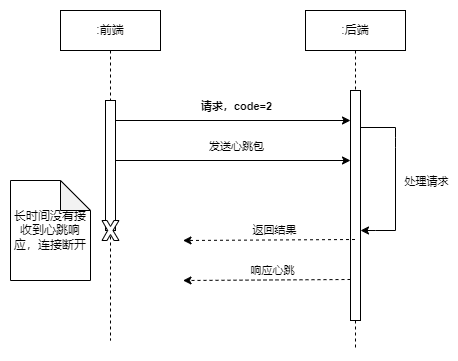 :前端
:后端
请求，code=2
发送心跳包
处理请求
长时间没有接
收到心跳响
应，连接断开
返回结果
响应心跳